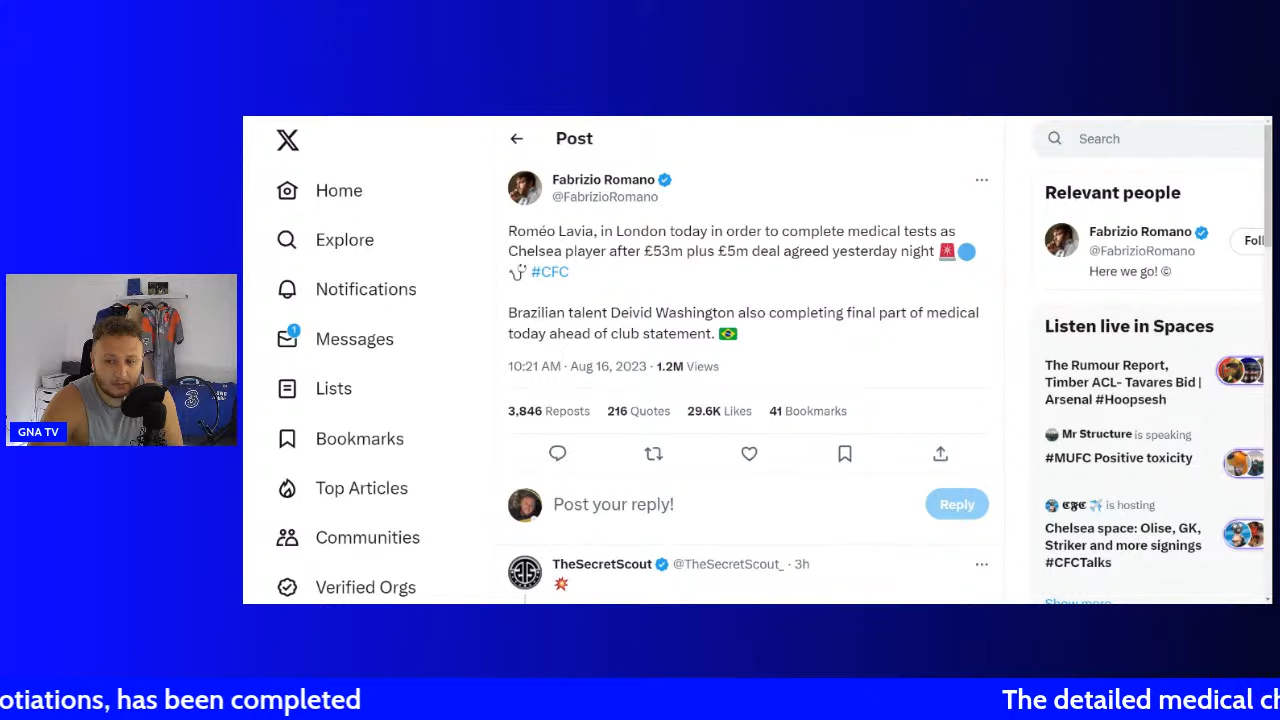 Home
Explore
Notifications
1
Messages
Lists
Bookmarks
Top Articles
Communities
Verified Orgs
Post
Fabrizio Romano
@FabrizioRomano
Roméo Lavia, in London today in order to complete medical tests as
Chelsea player after £53m plus £5m deal agreed yesterday night 🚨🔵
🩺 #CFC
Brazilian talent Deivid Washington also completing final part of medical
today ahead of club statement. 🇧🇷
10:21 AM · Aug 16, 2023 · 1.2M Views
3,846 Reposts 216 Quotes 29.6K Likes 41 Bookmarks
Post your reply!
Reply
TheSecretScout @TheSecretScout_ · 3h
💥
Search
Relevant people
Fabrizio Romano
@FabrizioRomano
Here we go! ©
Foll
Listen live in Spaces
The Rumour Report,
Timber ACL- Tavares Bid |
Arsenal #Hoopsesh
Mr Structure is speaking
#MUFC Positive toxicity
𝕮𝕱𝕮 ✈️ is hosting
Chelsea space: Olise, GK,
Striker and more signings
#CFCTalks
Show more
GNA TV
3
otiations, has been completed
The detailed medical ch